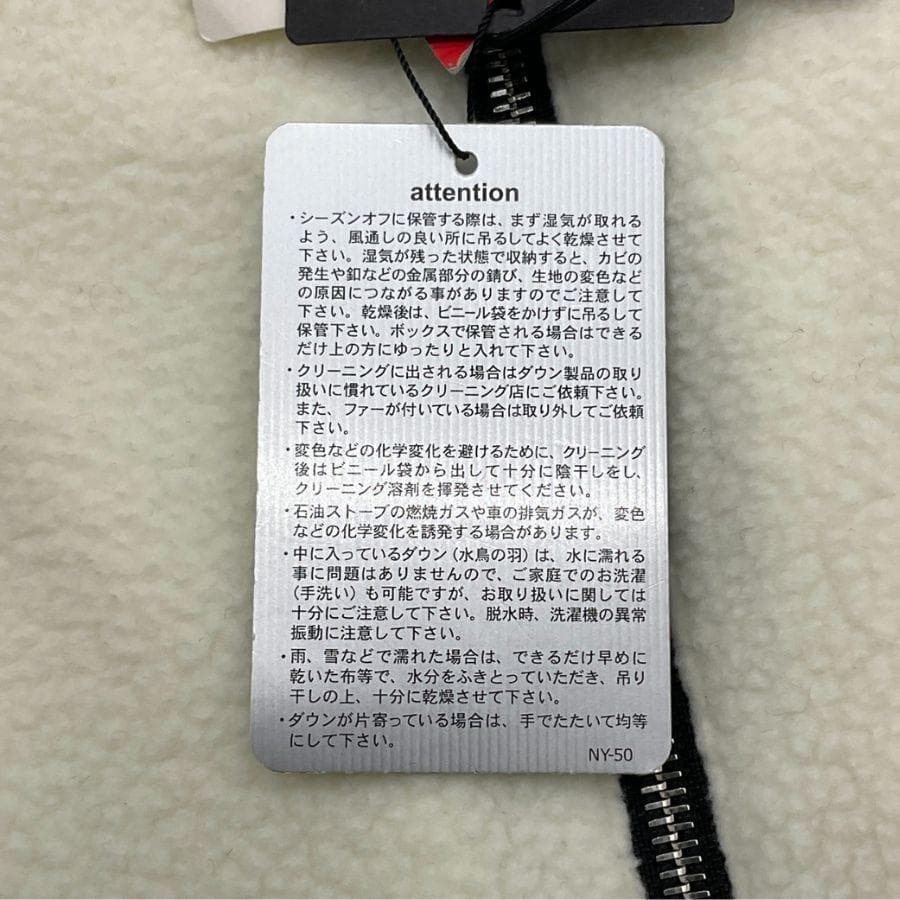 attention
・シーズンオフに保管する際は、まず湿気が取れる
よう、風通しの良い所に吊るしてよく乾燥させて
下さい。湿気が残った状態で収納すると、カビの
発生や釦などの金属部分の錆び、生地の変色など
の原因につながる事がありますのでご注意して
下さい。乾燥後は、ビニール袋をかけずに吊るして
保管下さい。ボックスで保管される場合はできる
だけ上の方にゆったりと入れて下さい。
・クリーニングに出される場合はダウン製品の取り
扱いに慣れているクリーニング店にご依頼下さい。
また、ファーが付いている場合は取り外してご依頼
下さい。
・変色などの化学変化を避けるために、クリーニング
後はビニール袋から出して十分に陰干しをし、
クリーニング溶剤を揮発させてください。
・石油ストーブの燃焼ガスや車の排気ガスが、変色
などの化学変化を誘発する場合があります。
・中に入っているダウン（水鳥の羽）は、水に濡れる
事に問題はありませんので、ご家庭でのお洗濯
（手洗い）も可能ですが、お取り扱いに関しては
十分にご注意して下さい。脱水時、洗濯機の異常
振動に注意して下さい。
・雨、雪などで濡れた場合は、できるだけ早めに
乾いた布等で、水分をふきとっていただき、吊り
干しの上、十分に乾燥させて下さい。
・ダウンが片寄っている場合は、手でたたいて均等
にして下さい。
NY-50